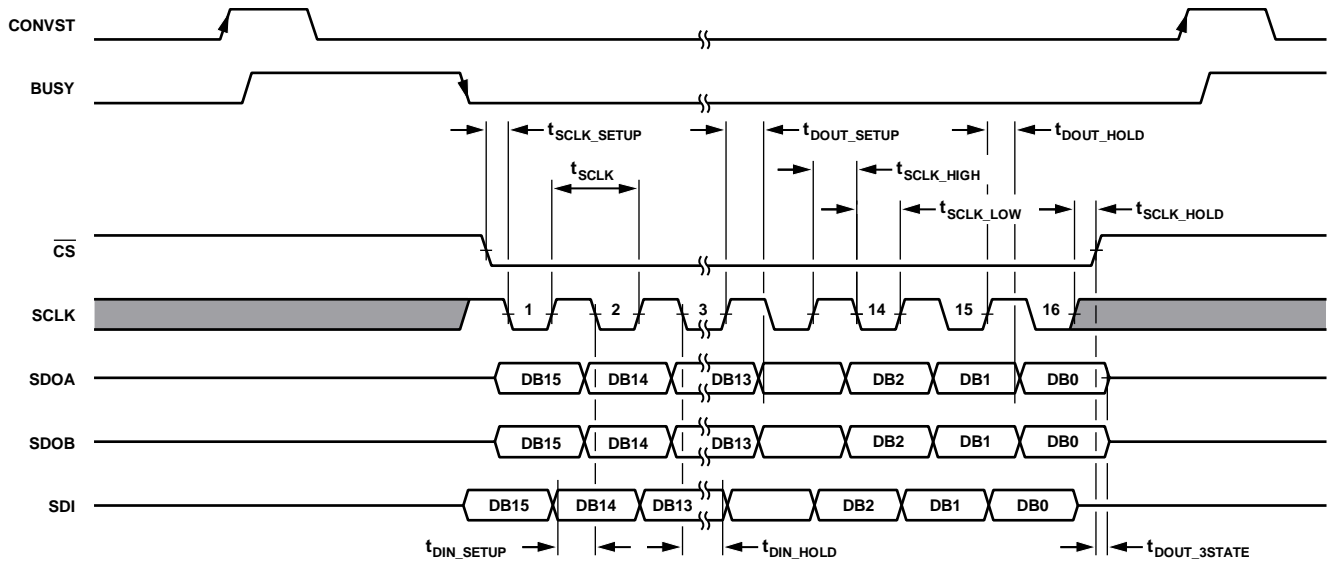 CONVST
BUSY
tSCLK_SETUP
tDOUT_SETUP
tDOUT_HOLD
tSCLK
tSCLK_HIGH
tSCLK_LOW
tSCLK_HOLD
CS
SCLK 1 2 3 14 15 16
SDOA DB15 DB14 DB13 DB2 DB1 DB0
SDOB DB15 DB14 DB13 DB2 DB1 DB0
SDI DB15 DB14 DB13 DB2 DB1 DB0
tDIN_SETUP tDIN_HOLD tDOUT_3STATE